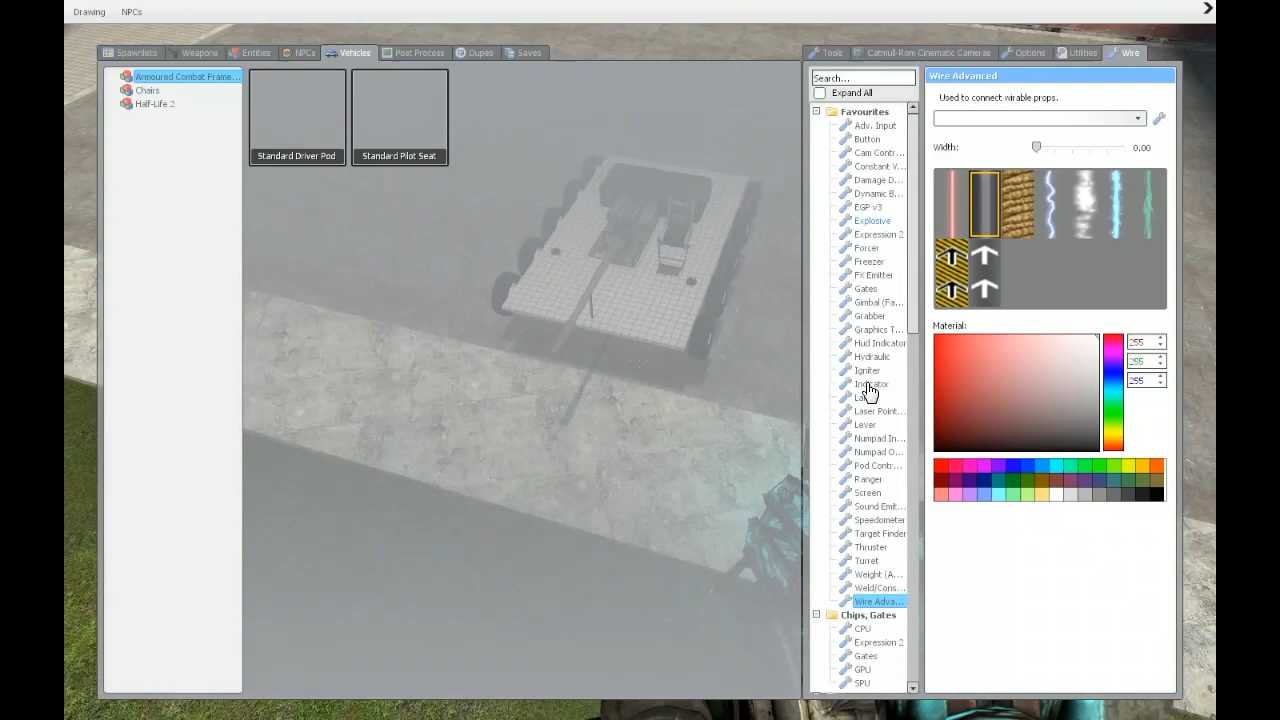 Drawing NPCs
Spawnlists Weapons Entities NPCs Vehicles Post Process Dupes Saves
Tools Catmull-Rom Cinematic Cameras Options Utilities Wire
Armoured Combat Frame...
Chairs
Half-Life 2
Standard Driver Pod
Standard Pilot Seat
Search...
Expand All
Favourites
Adv. Input
Button
Cam Contr...
Constant V...
Damage D...
Dynamic B...
EGP v3
Explosive
Expression 2
Forcer
Freezer
FX Emitter
Gates
Gimbal (Fa...
Grabber
Graphics T...
Hud Indicator
Hydraulic
Igniter
Indicator
Laser Point...
Lever
Numpad In...
Numpad O...
Pod Contr...
Ranger
Screen
Sound Emit...
Speedometer
Target Finder
Thruster
Turret
Weight (A...
Weld/Cons...
Wire Adva...
Chips, Gates
CPU
Expression 2
Gates
GPU
SPU
Wire Advanced
Used to connect wirable props.
Width: 0.00
Material:
255
255
255